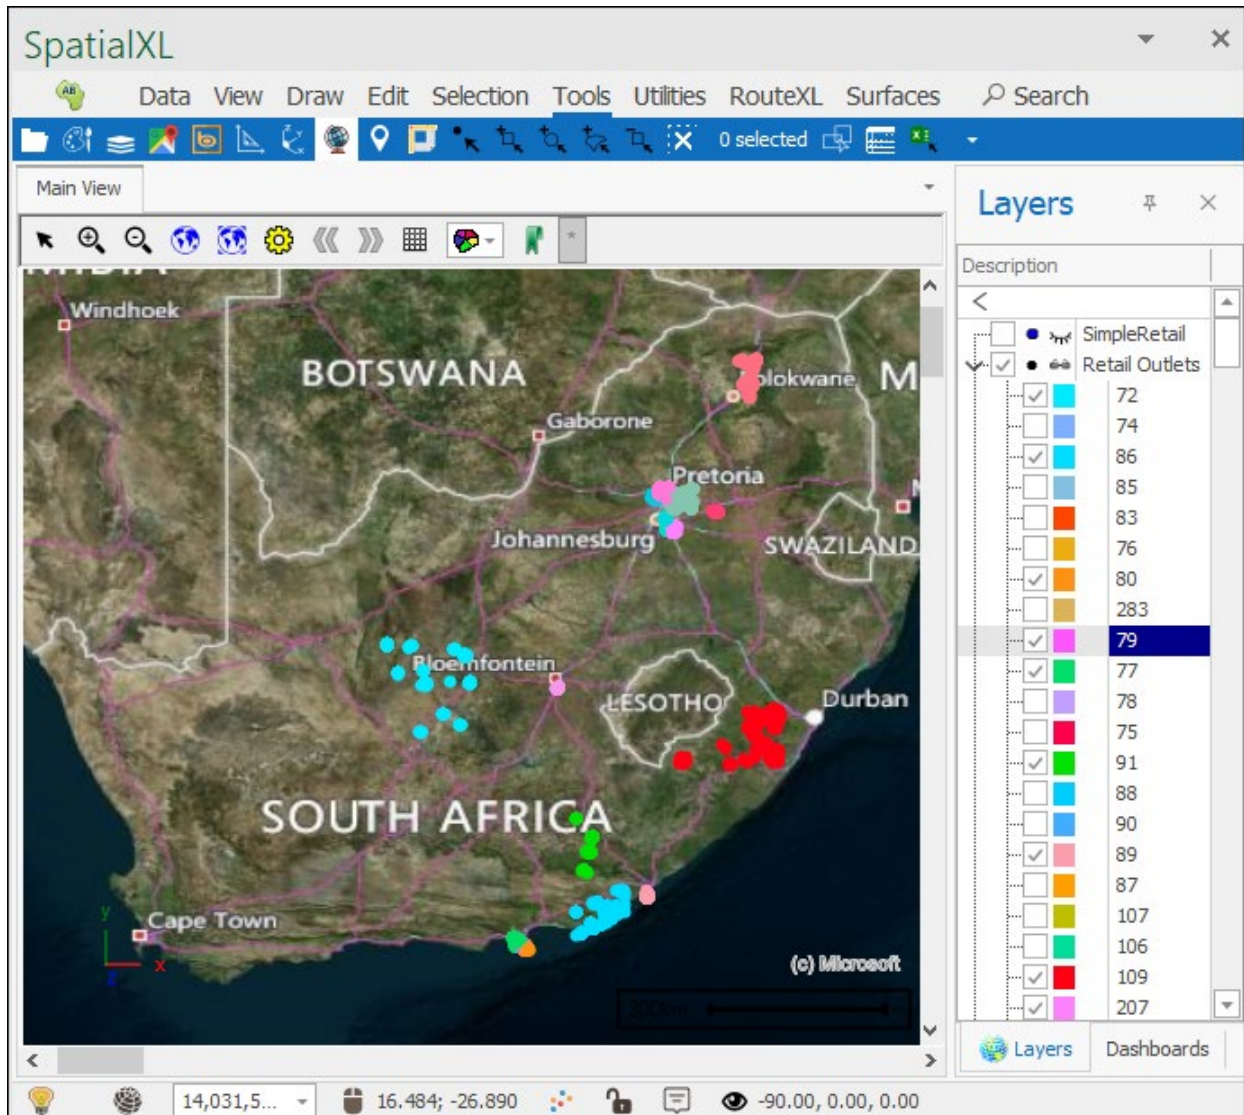 SpatialXL
AB
Data View Draw Edit Selection Tools Utilities RouteXL Surfaces Search
0 selected
Main View
Layers
Description
Windhoek
SimpleRetail
Retail Outlets
BOTSWANA
Polokwane
M
72
Gaborone
74
86
Pretoria
85
83
Johannesburg
SWAZILAND
76
80
283
79
Bloemfontein
77
LESOTHO
Durban
78
75
91
SOUTH AFRICA
88
90
89
87
Cape Town
107
106
(c) Microsoft
109
207
y
x
z
300km
Layers Dashboards
14,031,5... 16.484; -26.890 -90.00, 0.00, 0.00